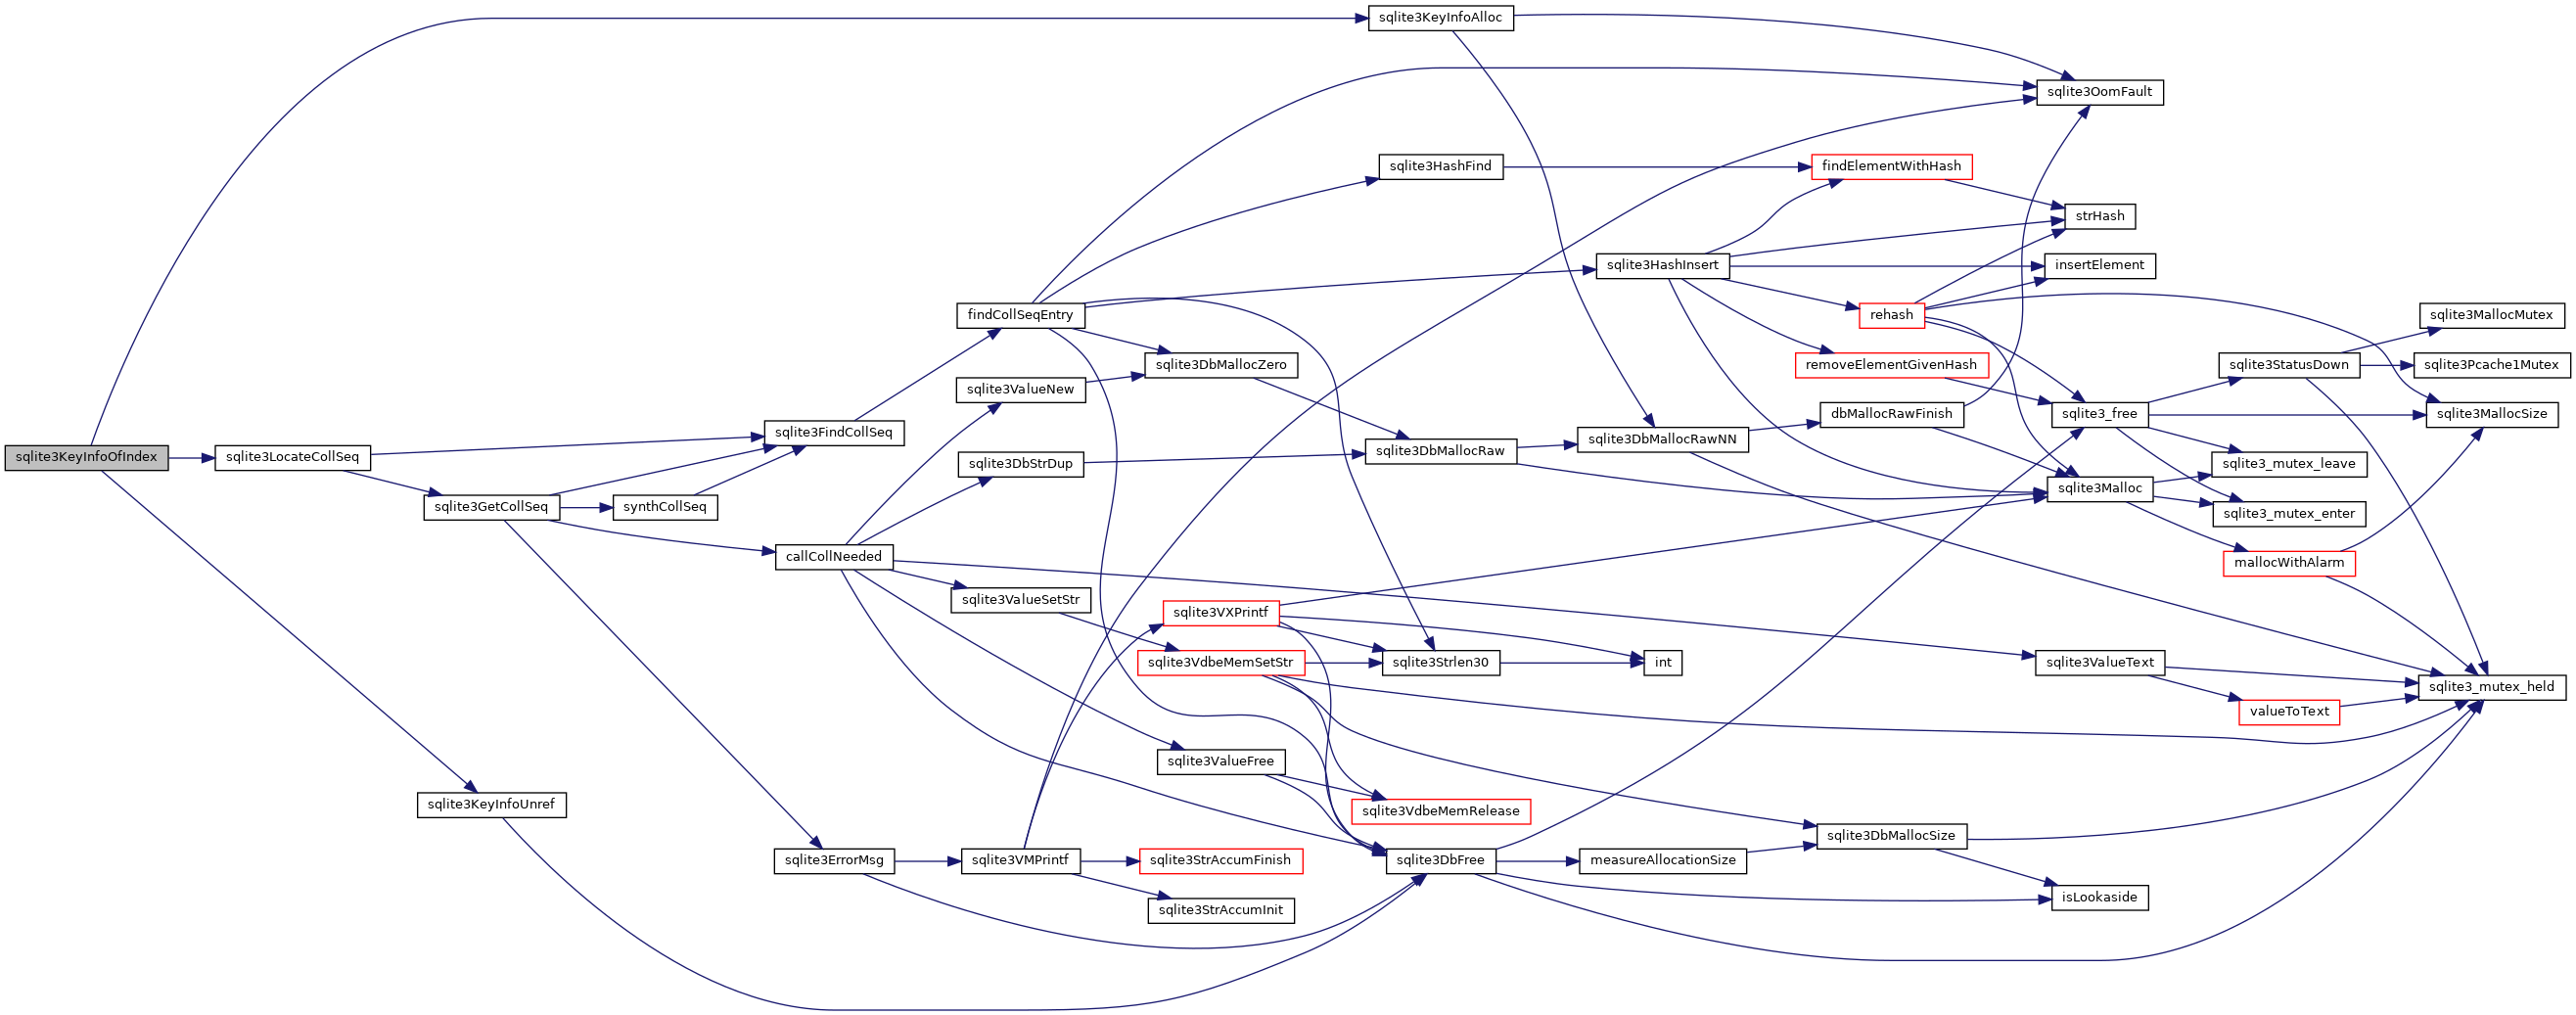 sqlite3KeyInfoAlloc
sqlite3OomFault
sqlite3HashFind
findElementWithHash
strHash
sqlite3HashInsert
insertElement
findCollSeqEntry
rehash
sqlite3MallocMutex
sqlite3DbMallocZero
removeElementGivenHash
sqlite3StatusDown
sqlite3Pcache1Mutex
sqlite3ValueNew
sqlite3FindCollSeq
dbMallocRawFinish
sqlite3_free
sqlite3MallocSize
sqlite3KeyInfoOfIndex
sqlite3LocateCollSeq
sqlite3DbStrDup
sqlite3DbMallocRaw
sqlite3DbMallocRawNN
sqlite3_mutex_leave
sqlite3GetCollSeq
synthCollSeq
sqlite3Malloc
sqlite3_mutex_enter
callCollNeeded
mallocWithAlarm
sqlite3ValueSetStr
sqlite3VXPrintf
sqlite3VdbeMemSetStr
sqlite3Strlen30
int
sqlite3ValueText
sqlite3_mutex_held
valueToText
sqlite3ValueFree
sqlite3KeyInfoUnref
sqlite3VdbeMemRelease
sqlite3DbMallocSize
sqlite3ErrorMsg
sqlite3VMPrintf
sqlite3StrAccumFinish
sqlite3DbFree
measureAllocationSize
isLookaside
sqlite3StrAccumInit